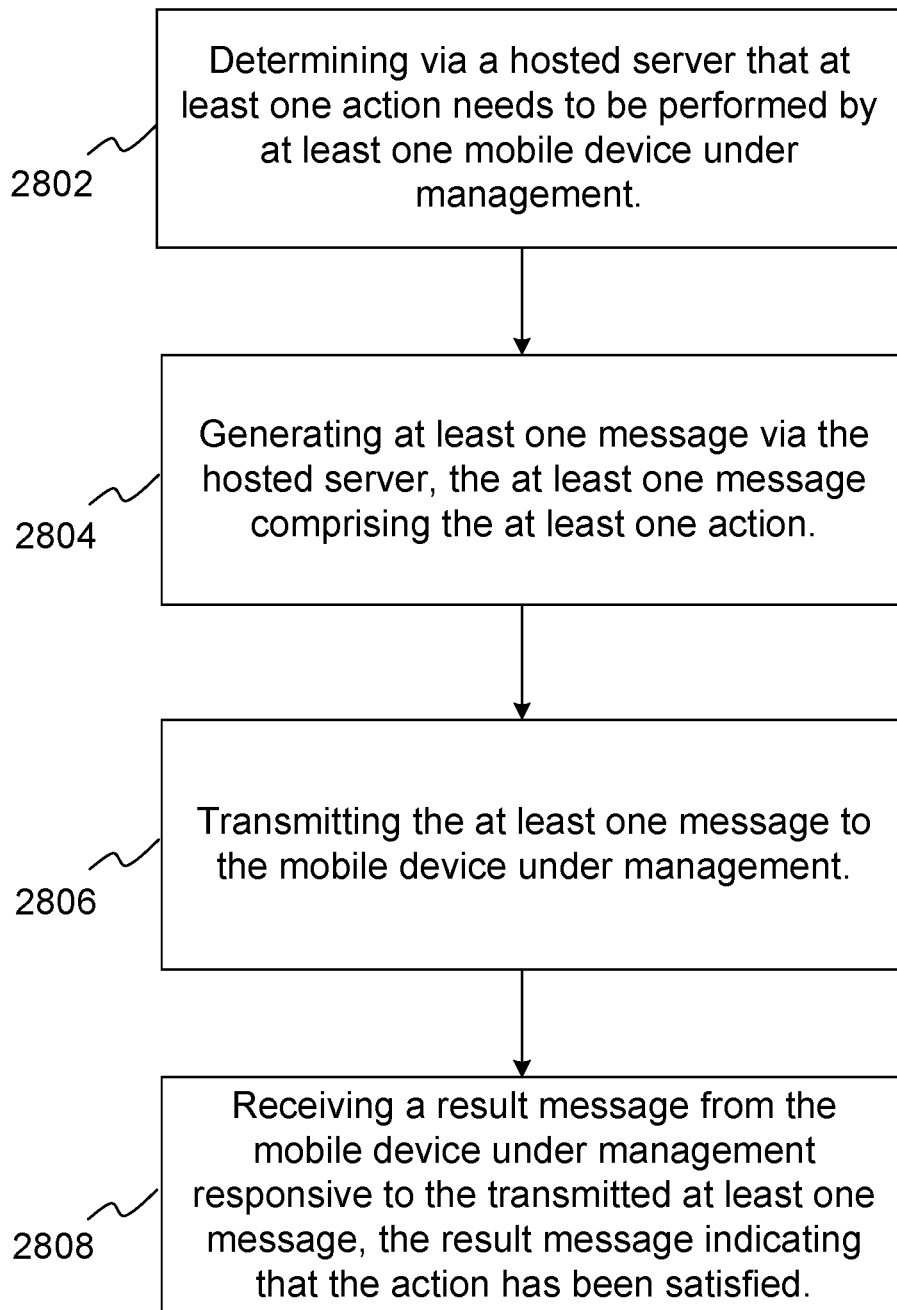 Determining via a hosted server that at
least one action needs to be performed by
at least one mobile device under
management.
2802
Generating at least one message via the
hosted server, the at least one message
comprising the at least one action.
2804
Transmitting the at least one message to
the mobile device under management.
2806
Receiving a result message from the
mobile device under management
responsive to the transmitted at least one
message, the result message indicating
that the action has been satisfied.
2808